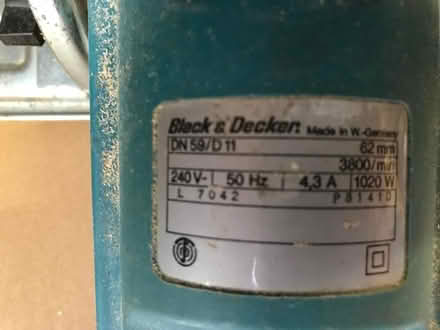 Black & Decker. Made in W.-Germany
DN 59/D 11 62 mm
3800/min
240 V~ 50 Hz 4,3 A 1020 W
L 7042 P81410